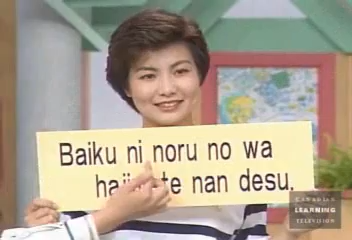 Baiku ni noru no wa
nan desu.
CANADIAN
LEARNING
TELEVISION